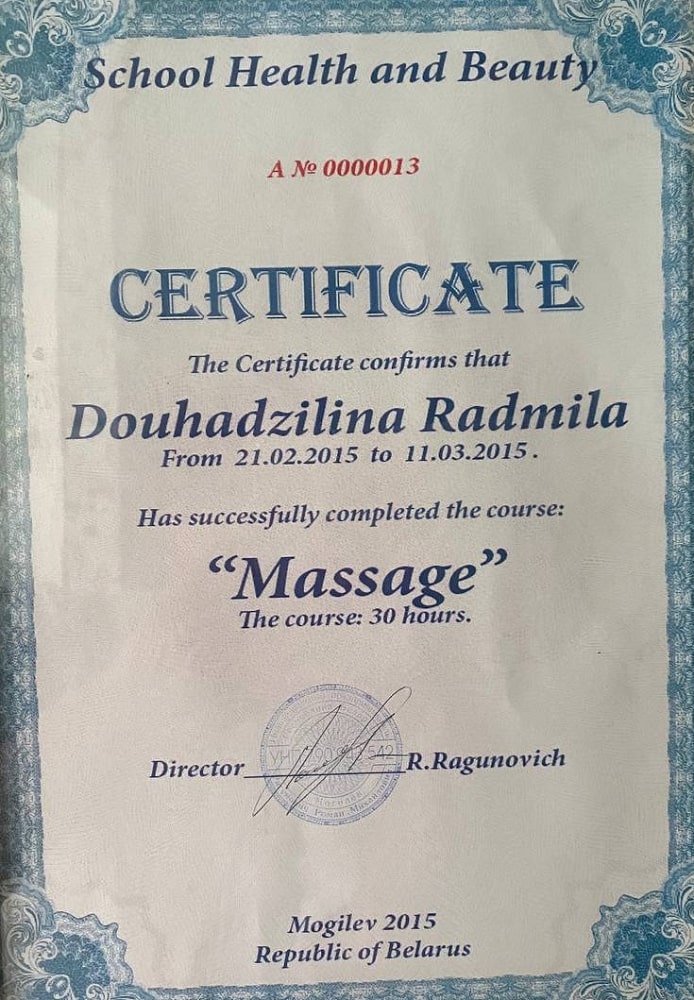 School Health and Beauty
A № 0000013
CERTIFICATE
The Certificate confirms that
Douhadzilina Radmila
From 21.02.2015 to 11.03.2015.
Has successfully completed the course:
“Massage”
The course: 30 hours.
Director R.Ragunovich
Mogilev 2015
Republic of Belarus